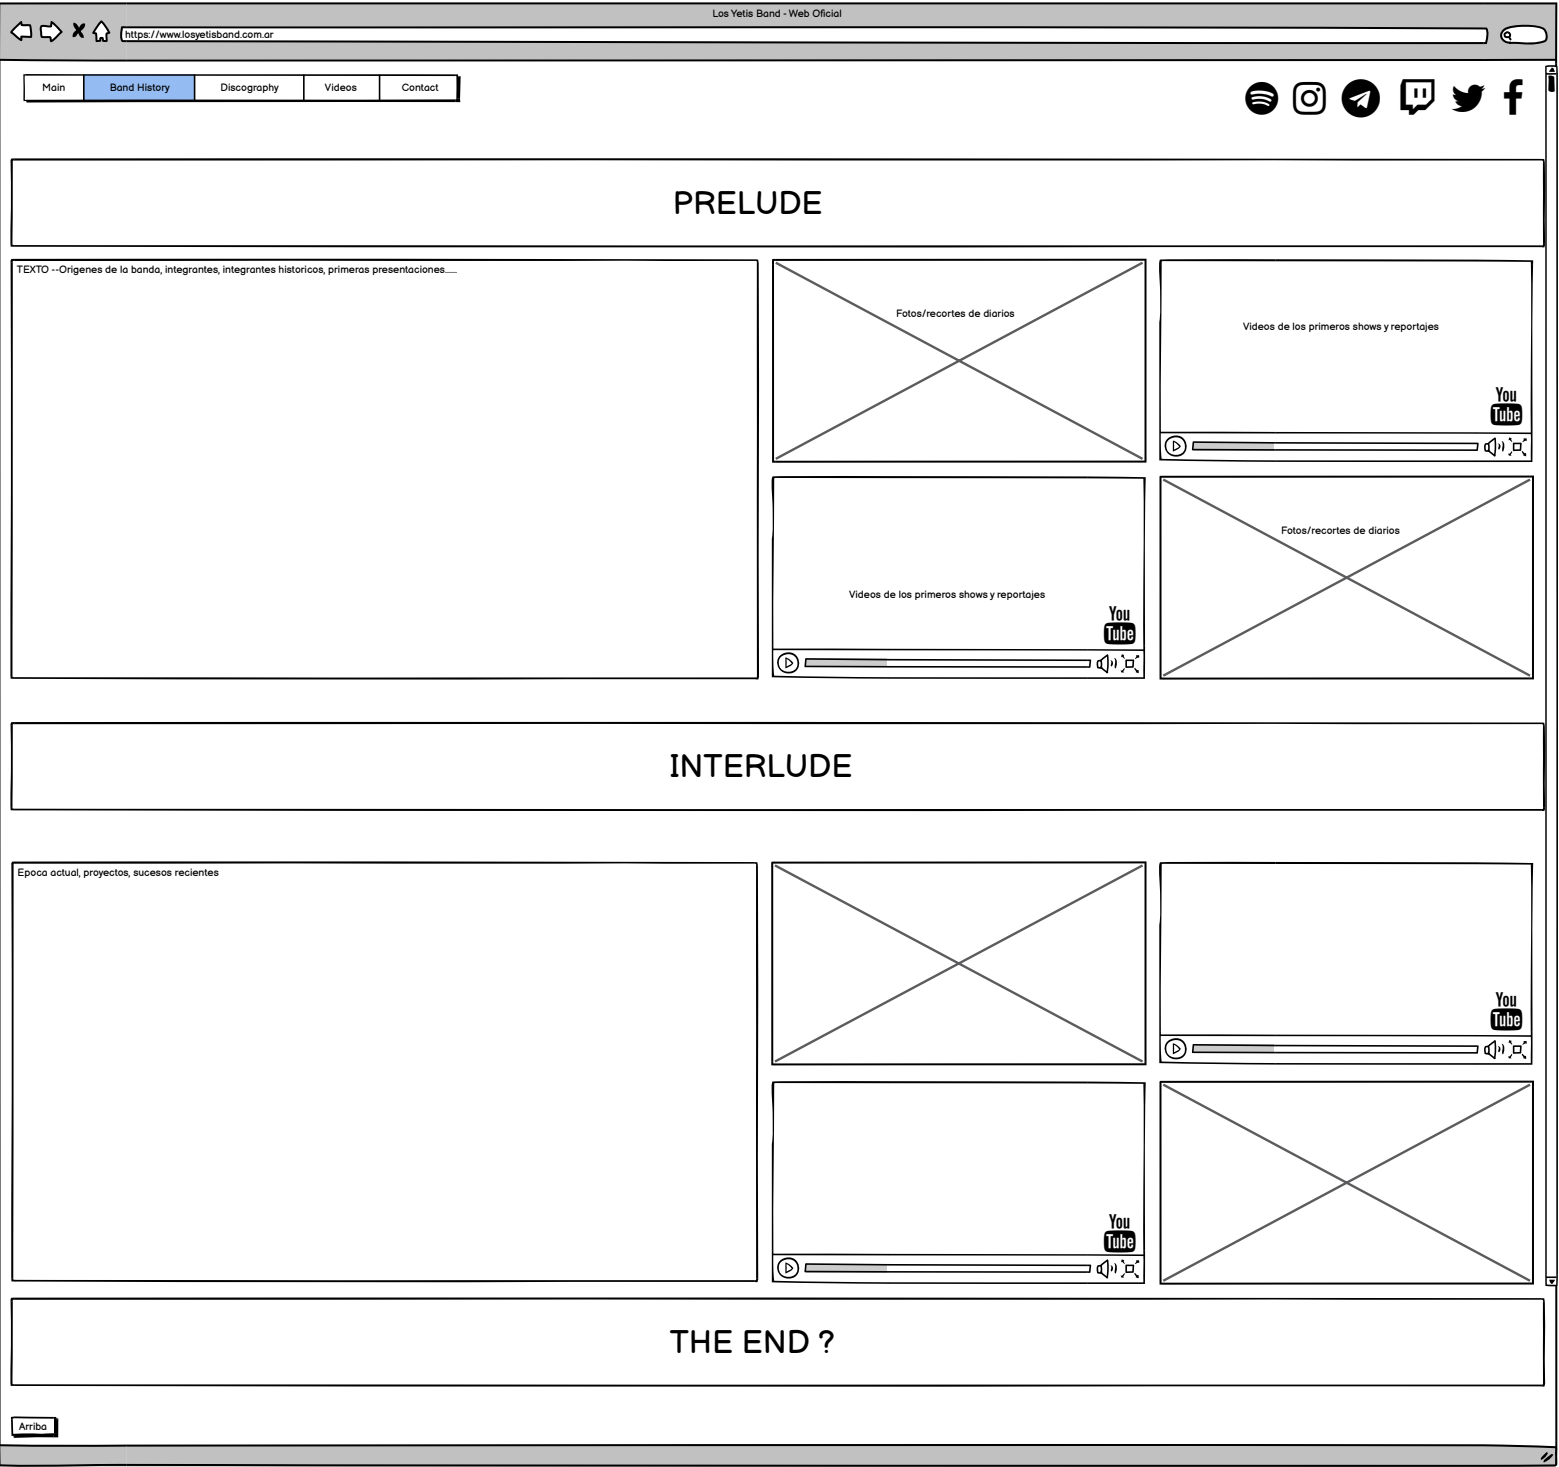 Los Yetis Band - Web Oficial
https://www.losyetisband.com.ar
Main
Band History
Discography
Videos
Contact
PRELUDE
TEXTO --Origenes de la banda, integrantes, integrantes historicos, primeras presentaciones.....
Fotos/recortes de diarios
Videos de los primeros shows y reportajes
You
Tube
Videos de los primeros shows y reportajes
You
Tube
Fotos/recortes de diarios
INTERLUDE
Epoca actual, proyectos, sucesos recientes
You
Tube
You
Tube
THE END ?
Arriba